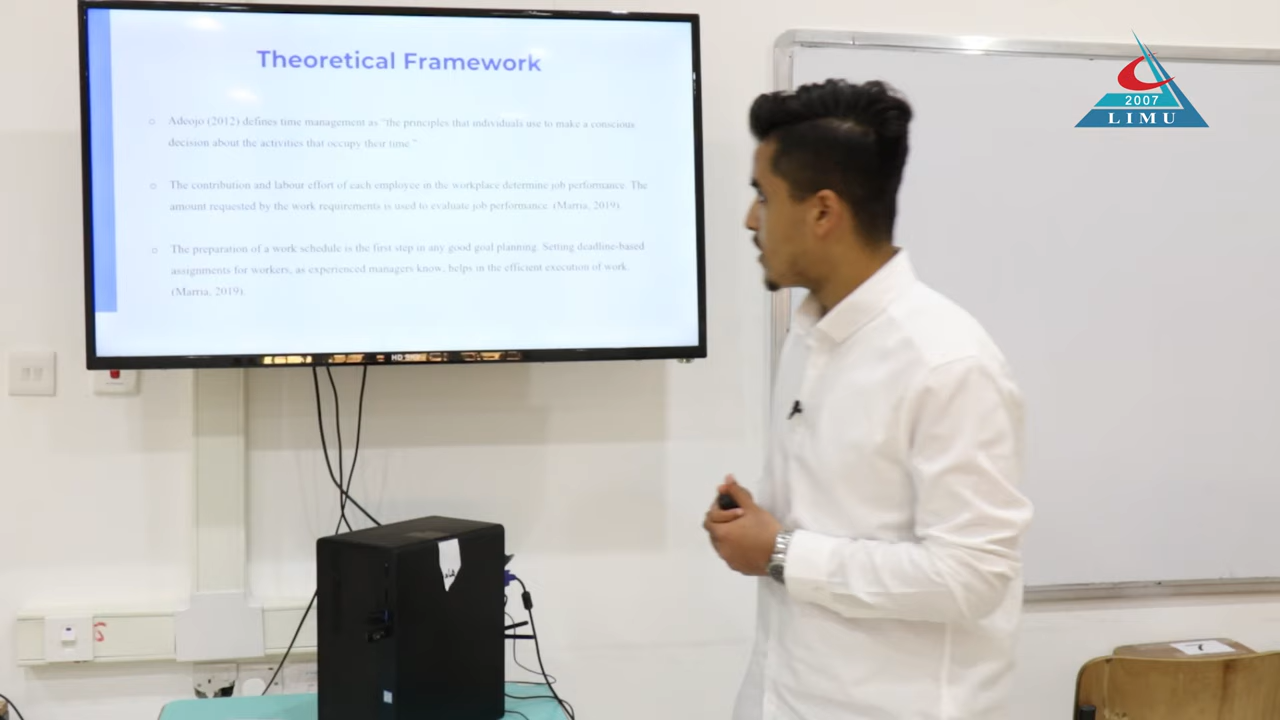 Theoretical Framework
Adeojo (2012) defines time management as "the principles that individuals use to make a conscious
decision about the activities that occupy their time."
The contribution and labour effort of each employee in the workplace determine job performance. The
amount requested by the work requirements is used to evaluate job performance. (Marria, 2019).
The preparation of a work schedule is the first step in any good goal planning. Setting deadline-based
assignments for workers, as experienced managers know, helps in the efficient execution of work.
(Marria, 2019).
2007
LIMU